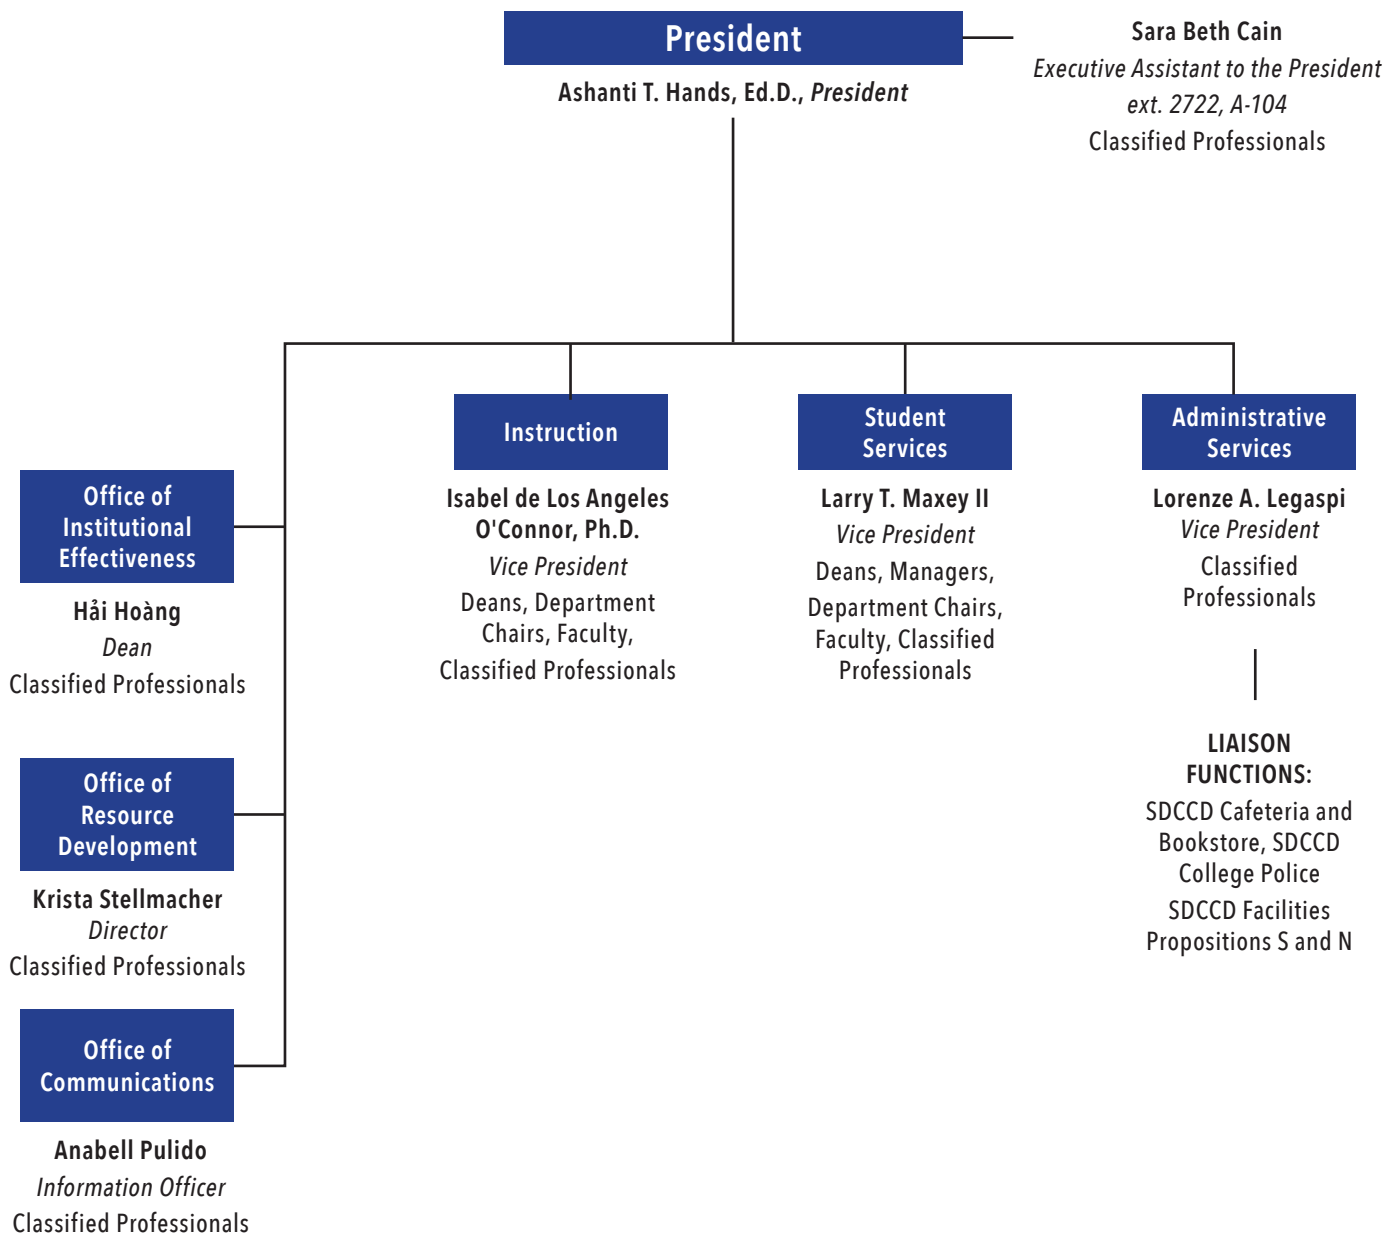 President
Ashanti T. Hands, Ed.D., President
Sara Beth Cain
Executive Assistant to the President
ext. 2722, A-104
Classified Professionals
Office of
Institutional
Effectiveness
Hải Hoàng
Dean
Classified Professionals
Office of
Resource
Development
Krista Stellmacher
Director
Classified Professionals
Office of
Communications
Anabell Pulido
Information Officer
Classified Professionals
Instruction
Isabel de Los Angeles
O'Connor, Ph.D.
Vice President
Deans, Department
Chairs, Faculty,
Classified Professionals
Student
Services
Larry T. Maxey II
Vice President
Deans, Managers,
Department Chairs,
Faculty, Classified
Professionals
Administrative
Services
Lorenze A. Legaspi
Vice President
Classified
Professionals
LIAISON
FUNCTIONS:
SDCCD Cafeteria and
Bookstore, SDCCD
College Police
SDCCD Facilities
Propositions S and N